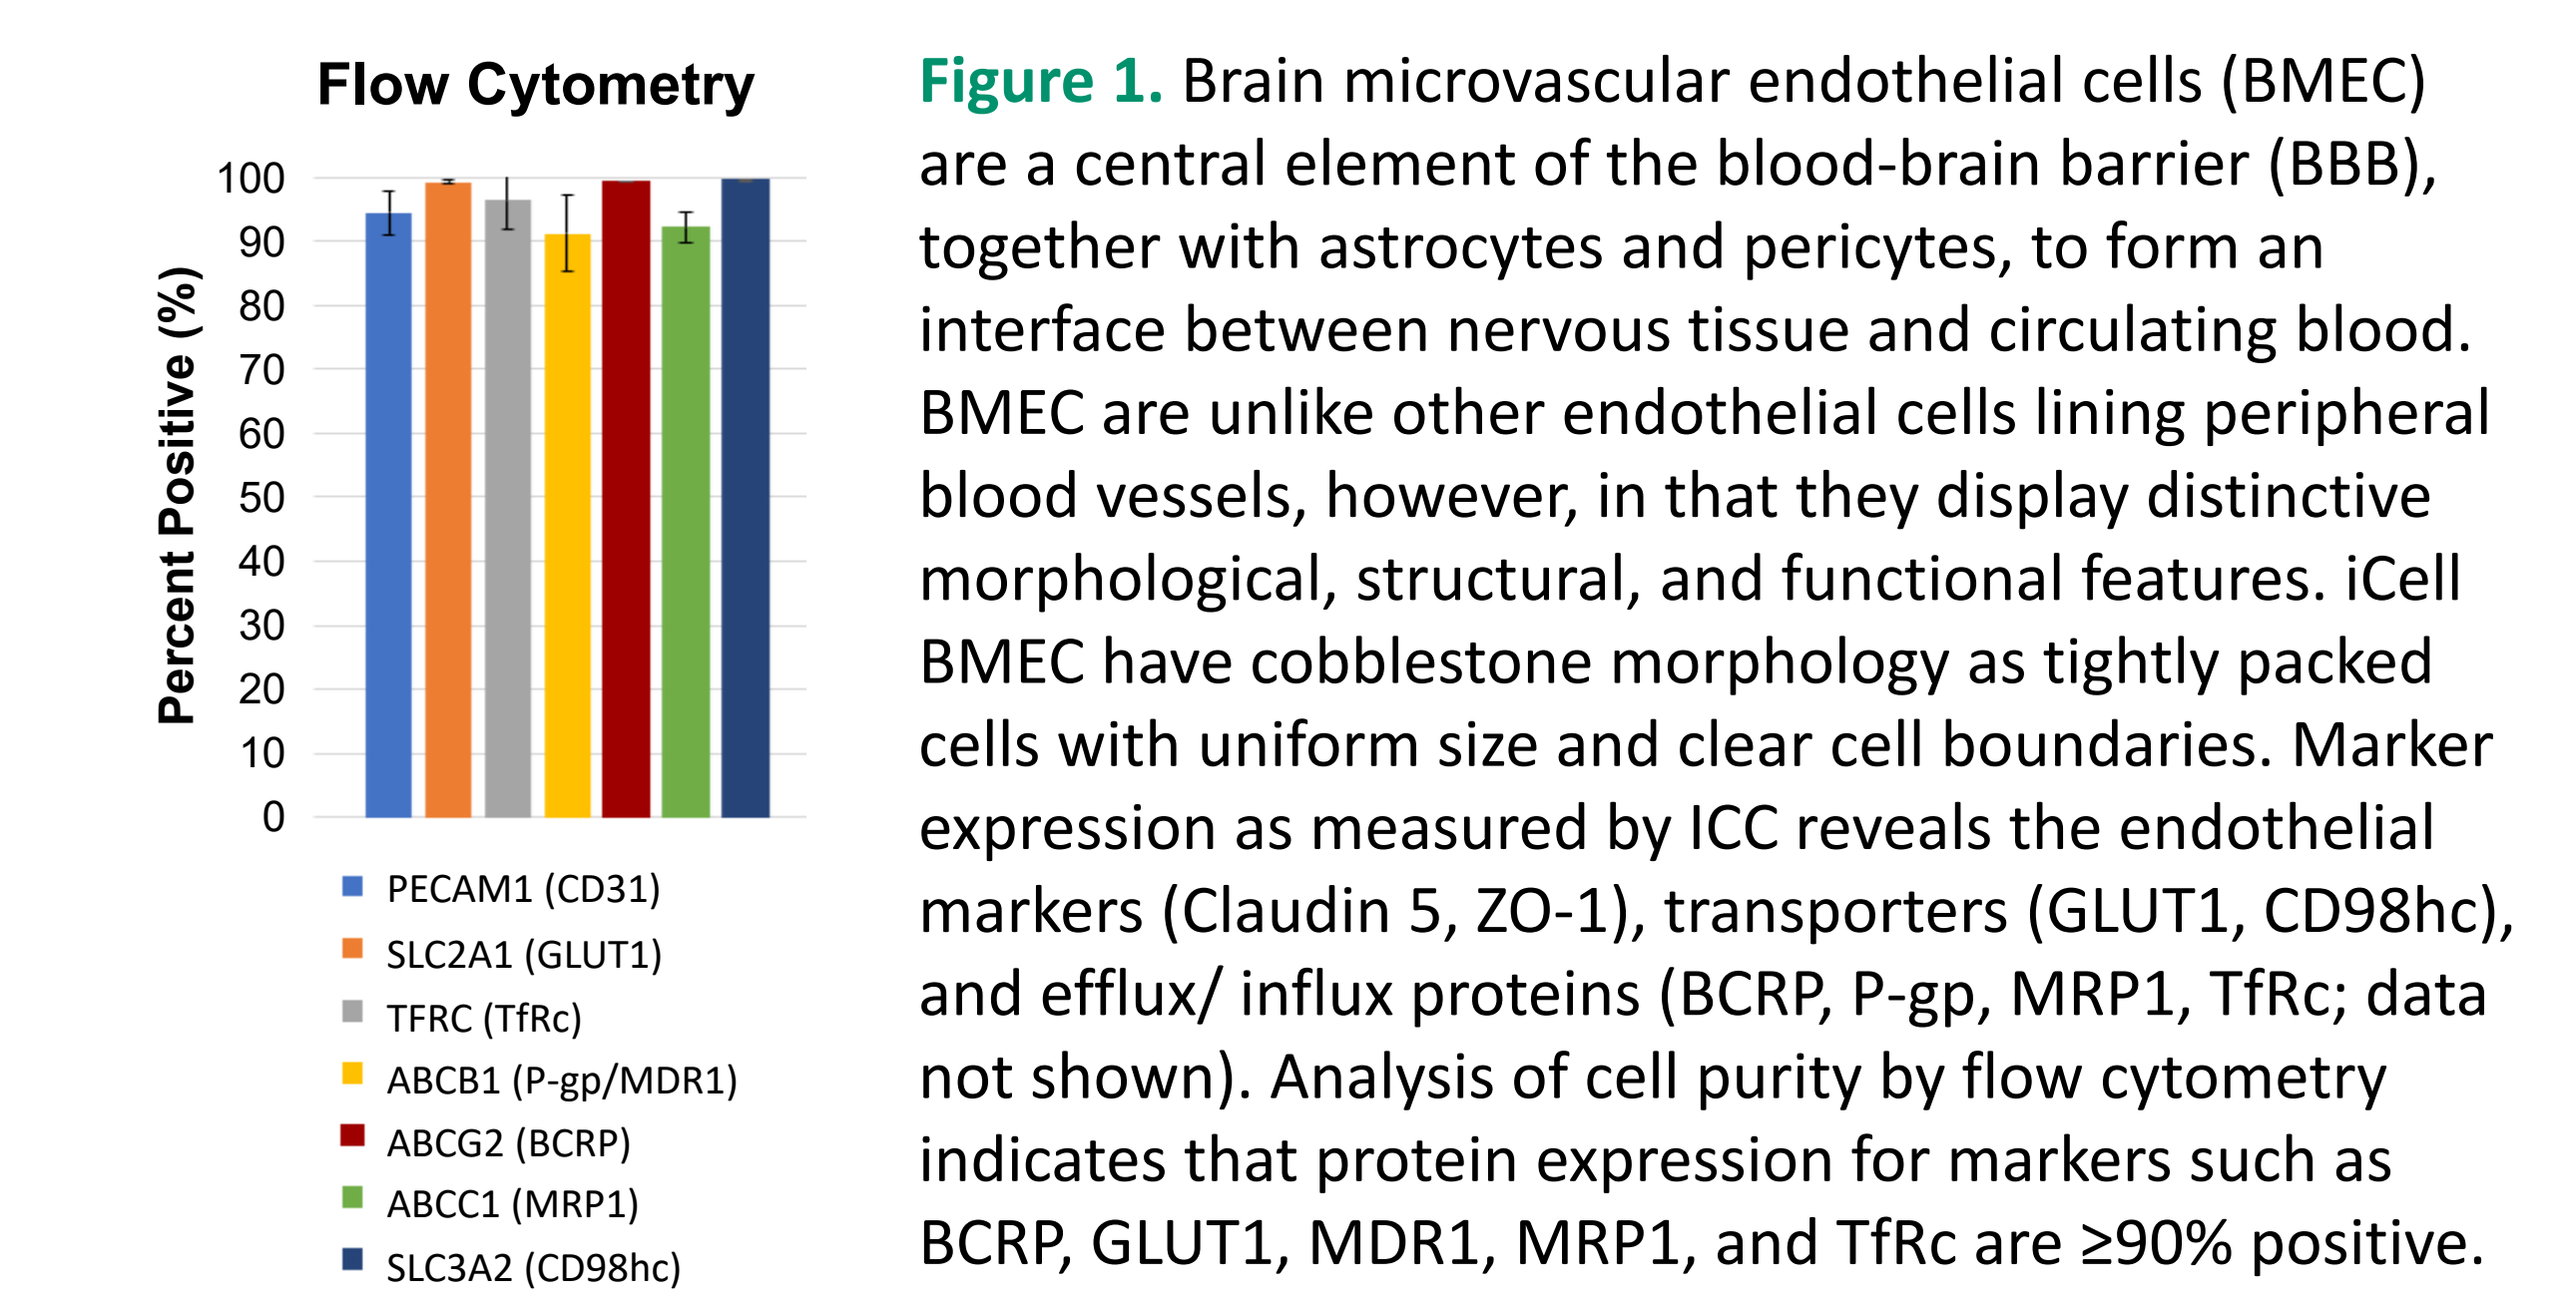 Flow Cytometry
Percent Positive (%)
100
90
80
70
60
50
40
30
20
10
0
PECAM1 (CD31)
SLC2A1 (GLUT1)
TFRC (TfRc)
ABCB1 (P-gp/MDR1)
ABCG2 (BCRP)
ABCC1 (MRP1)
SLC3A2 (CD98hc)
Figure 1. Brain microvascular endothelial cells (BMEC)
are a central element of the blood-brain barrier (BBB),
together with astrocytes and pericytes, to form an
interface between nervous tissue and circulating blood.
BMEC are unlike other endothelial cells lining peripheral
blood vessels, however, in that they display distinctive
morphological, structural, and functional features. iCell
BMEC have cobblestone morphology as tightly packed
cells with uniform size and clear cell boundaries. Marker
expression as measured by ICC reveals the endothelial
markers (Claudin 5, ZO-1), transporters (GLUT1, CD98hc),
and efflux/ influx proteins (BCRP, P-gp, MRP1, TfRc; data
not shown). Analysis of cell purity by flow cytometry
indicates that protein expression for markers such as
BCRP, GLUT1, MDR1, MRP1, and TfRc are ≥90% positive.